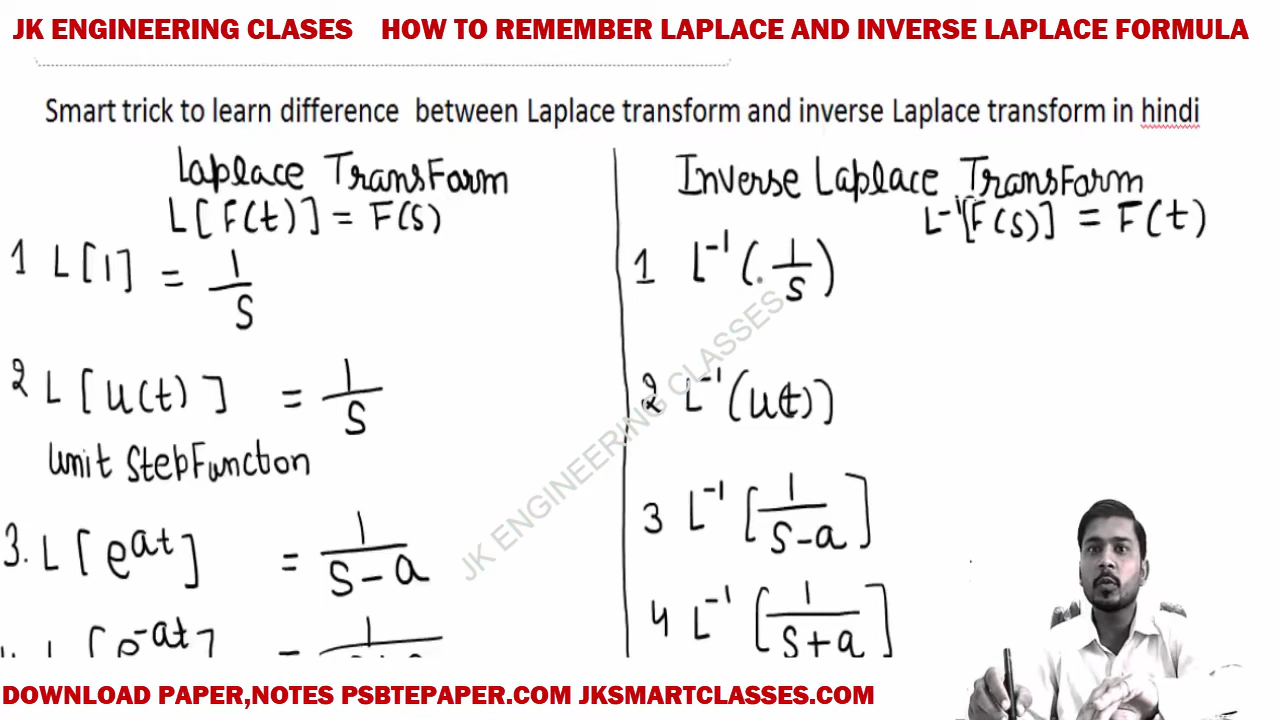 JK ENGINEERING CLASES HOW TO REMEMBER LAPLACE AND INVERSE LAPLACE FORMULA
Smart trick to learn difference between Laplace transform and inverse Laplace transform in hindi
Laplace Transform
L[F(t)] = F(s)
1 L[1] = 1/s
2 L[u(t)] = 1/s
Unit StepFunction
3. L[e^at] = 1/(s-a)
L[e^-at] =
Inverse Laplace Transform
L^-1[F(s)] = F(t)
1 L^-1(1/s)
2 L^-1(ut)]
3 L^-1[1/(s-a)]
4 L^-1[1/(s+a)]
JK ENGINEERING CLASSES
DOWNLOAD PAPER,NOTES PSBTEPAPER.COM JKSMARTCLASSES.COM